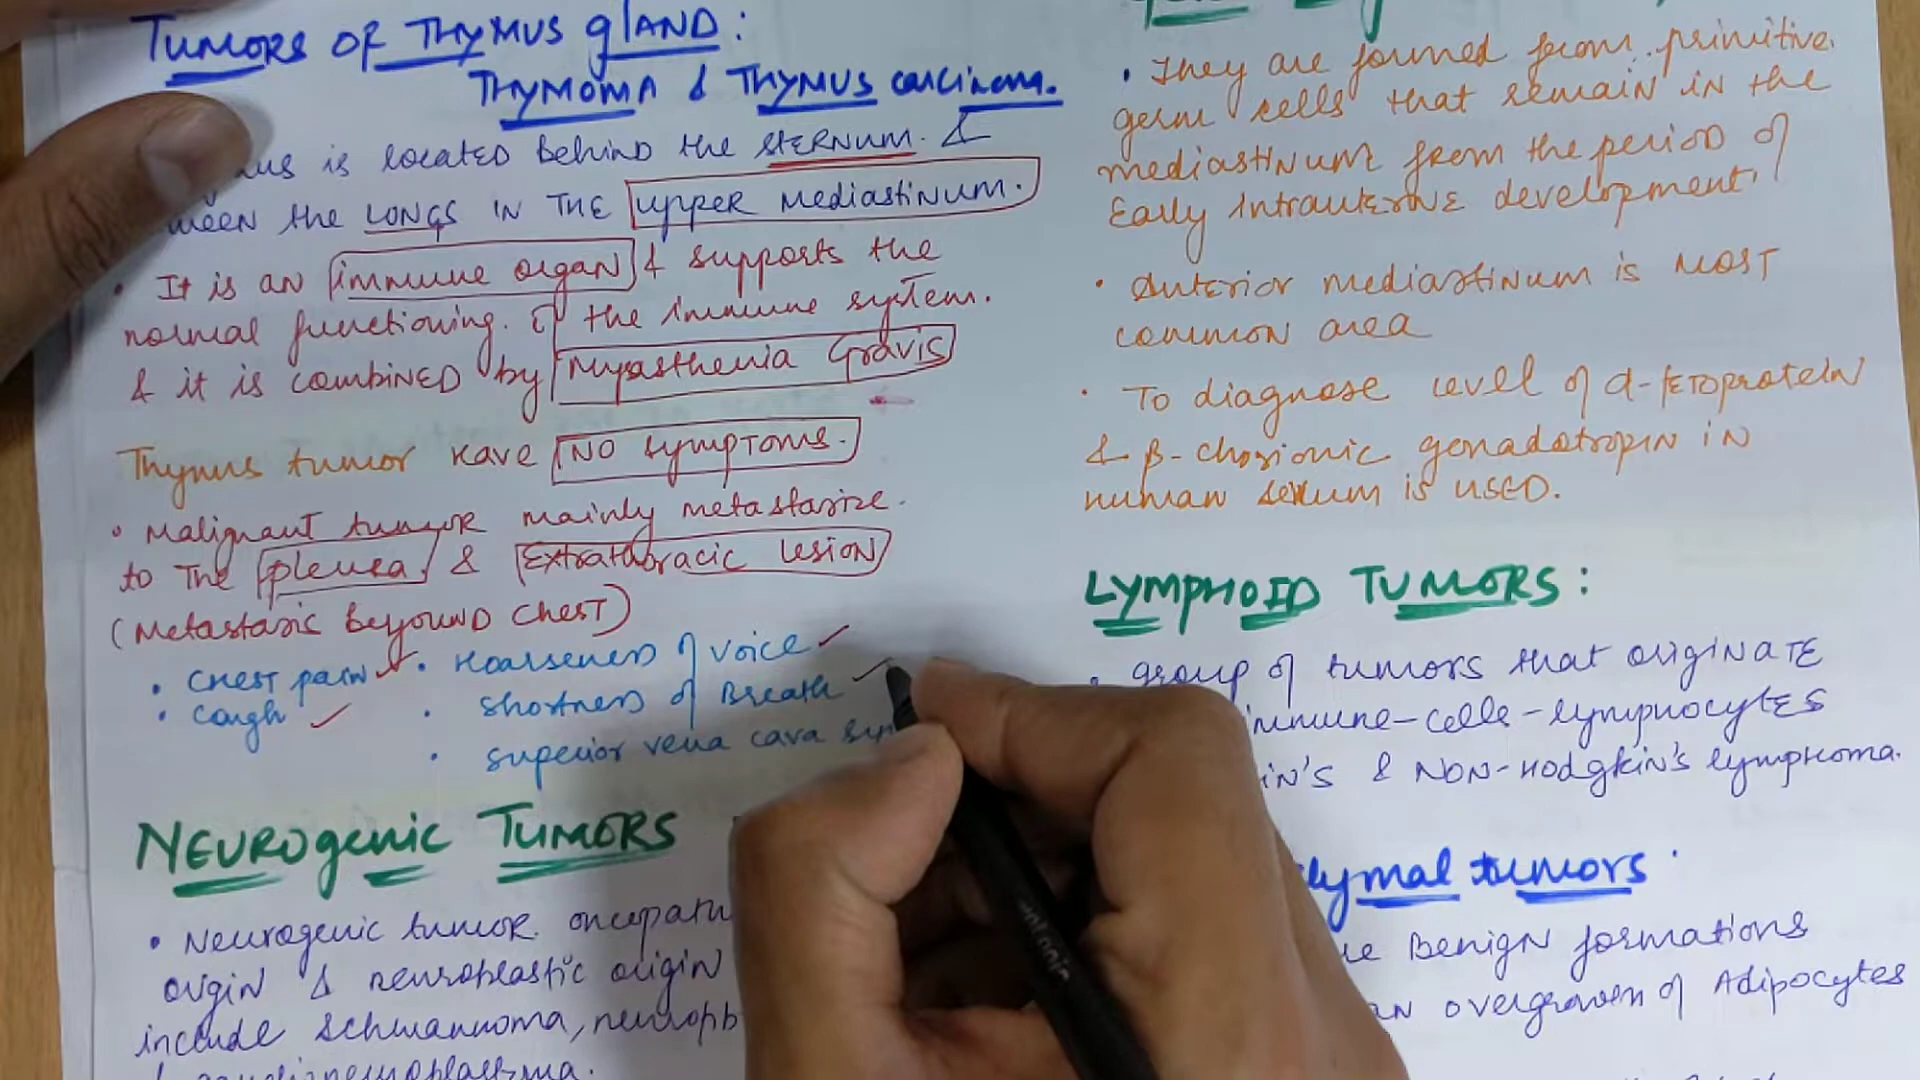 TUMORS OF THYMUS glAND:
THYMOMA & THYMUS carcinoma.
is locatED BehinD the STERNUM. &
the LONGS IN THE upper mediastinum.
• It is an immune organ & supports the
normal functioning. of the immune system.
& it is combinED by Myasthenia Gravis
Thymus tumor have NO symptoms.
• Malignant tumor mainly metastasize.
to The pleura & Extrathoracic lesion
(Metastasis Beyound chest)
• chest pain • Hoarseness of voice
• cough • shortness of Breath
• superior vena cava
NEUROgenic TUMORS
• Neurogenic tumor.
origin & neuroblastic origin
include schwannoma,
• They are formed from primitive.
germ cells that remain in the
mediastinum from the period of
Early intrauterine development.
• Anterior mediastinum is most
common area
• To diagnose level of α-fetoprotein
& β-chorionic gonadotropin in
human serum is used.
LYMPHOID TUMORS:
• group of tumors that originate
immune-cells-lymphocytes
& NON-Hodgkin's lymphoma.
tumors
Benign formations
overgrown of Adipocytes